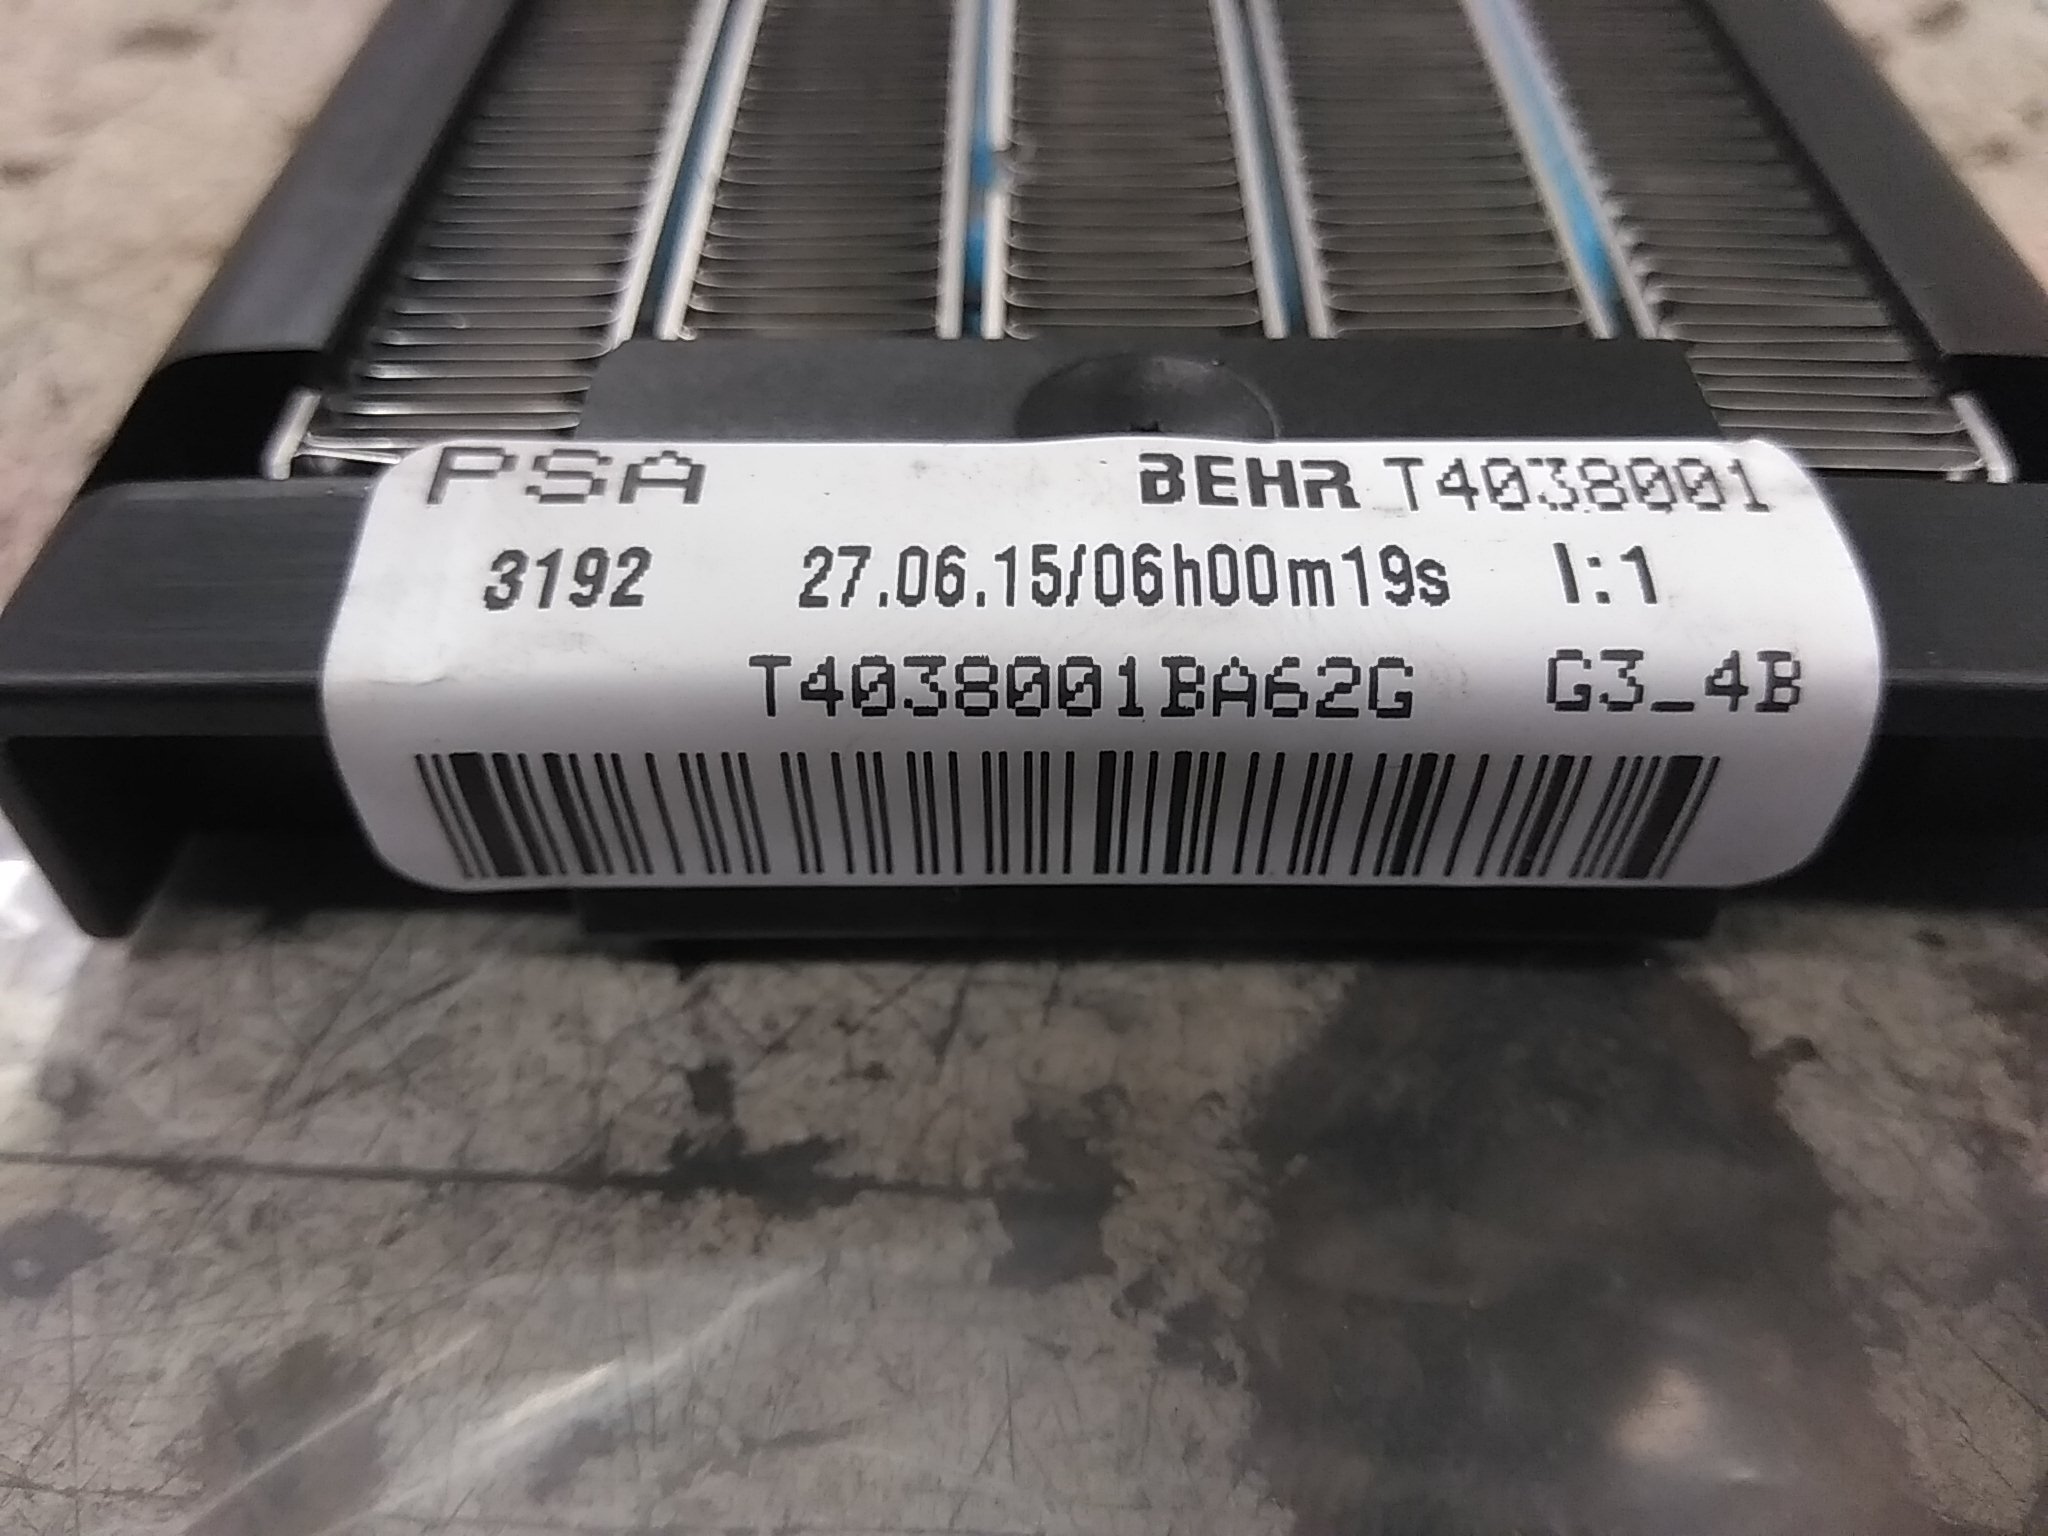 PSA BEHR T4038001
3192 27.06.15/06h00m19s I:1
T4038001BA62G G3_4B